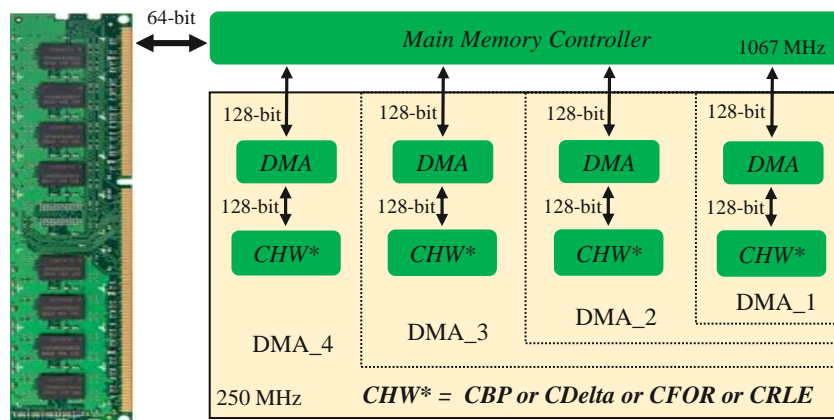 64-bit
Main Memory Controller
1067 MHz
128-bit
128-bit
128-bit
128-bit
DMA
DMA
DMA
DMA
128-bit
128-bit
128-bit
128-bit
CHW*
CHW*
CHW*
CHW*
DMA_4
DMA_3
DMA_2
DMA_1
250 MHz
CHW* = CBP or CDelta or CFOR or CRLE